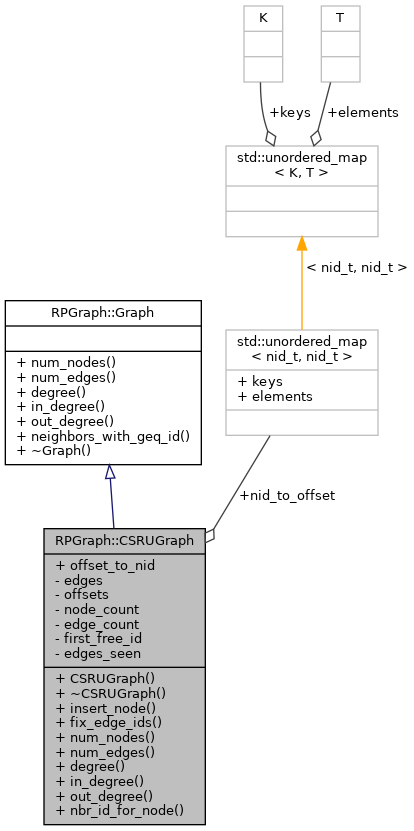 K
T
+keys
+elements
std::unordered_map
< K, T >
< nid_t, nid_t >
RPGraph::Graph
+ num_nodes()
+ num_edges()
+ degree()
+ in_degree()
+ out_degree()
+ neighbors_with_geq_id()
+ ~Graph()
std::unordered_map
< nid_t, nid_t >
+ keys
+ elements
+nid_to_offset
RPGraph::CSRUGraph
+ offset_to_nid
- edges
- offsets
- node_count
- edge_count
- first_free_id
- edges_seen
+ CSRUGraph()
+ ~CSRUGraph()
+ insert_node()
+ fix_edge_ids()
+ num_nodes()
+ num_edges()
+ degree()
+ in_degree()
+ out_degree()
+ nbr_id_for_node()